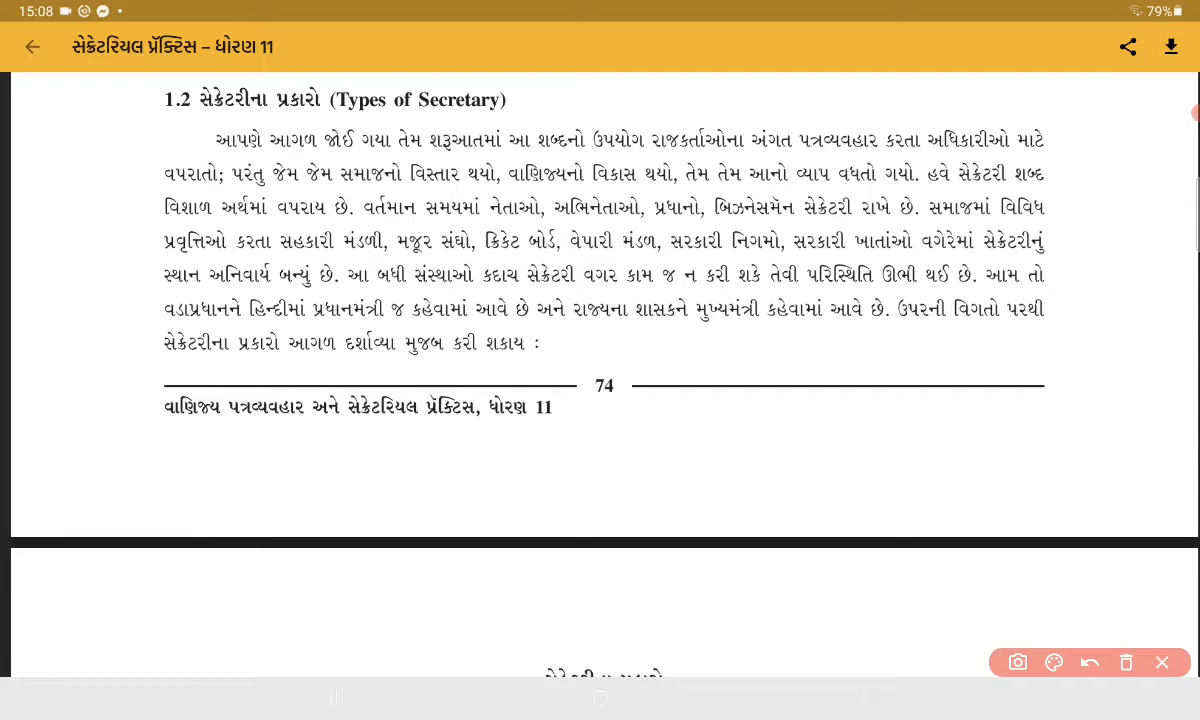 15:08
79%
સેક્રેટરિયલ પ્રૅક્ટિસ – ધોરણ 11
1.2 સેક્રેટરીના પ્રકારો (Types of Secretary)
આપણે આગળ જોઈ ગયા તેમ શરૂઆતમાં આ શબ્દનો ઉપયોગ રાજકર્તાઓના અંગત પત્રવ્યવહાર કરતા અધિકારીઓ માટે
વપરાતો; પરંતુ જેમ જેમ સમાજનો વિસ્તાર થયો, વાણિજ્યનો વિકાસ થયો, તેમ તેમ આનો વ્યાપ વધતો ગયો. હવે સેક્રેટરી શબ્દ
વિશાળ અર્થમાં વપરાય છે. વર્તમાન સમયમાં નેતાઓ, અભિનેતાઓ, પ્રધાનો, બિઝનેસમૅન સેક્રેટરી રાખે છે. સમાજમાં વિવિધ
પ્રવૃત્તિઓ કરતા સહકારી મંડળી, મજૂર સંઘો, ક્રિકેટ બોર્ડ, વેપારી મંડળ, સરકારી નિગમો, સરકારી ખાતાંઓ વગેરેમાં સેક્રેટરીનું
સ્થાન અનિવાર્ય બન્યું છે. આ બધી સંસ્થાઓ કદાચ સેક્રેટરી વગર કામ જ ન કરી શકે તેવી પરિસ્થિતિ ઊભી થઈ છે. આમ તો
વડાપ્રધાનને હિન્દીમાં પ્રધાનમંત્રી જ કહેવામાં આવે છે અને રાજ્યના શાસકને મુખ્યમંત્રી કહેવામાં આવે છે. ઉપરની વિગતો પરથી
સેક્રેટરીના પ્રકારો આગળ દર્શાવ્યા મુજબ કરી શકાય :
74
વાણિજ્ય પત્રવ્યવહાર અને સેક્રેટરિયલ પ્રૅક્ટિસ, ધોરણ 11